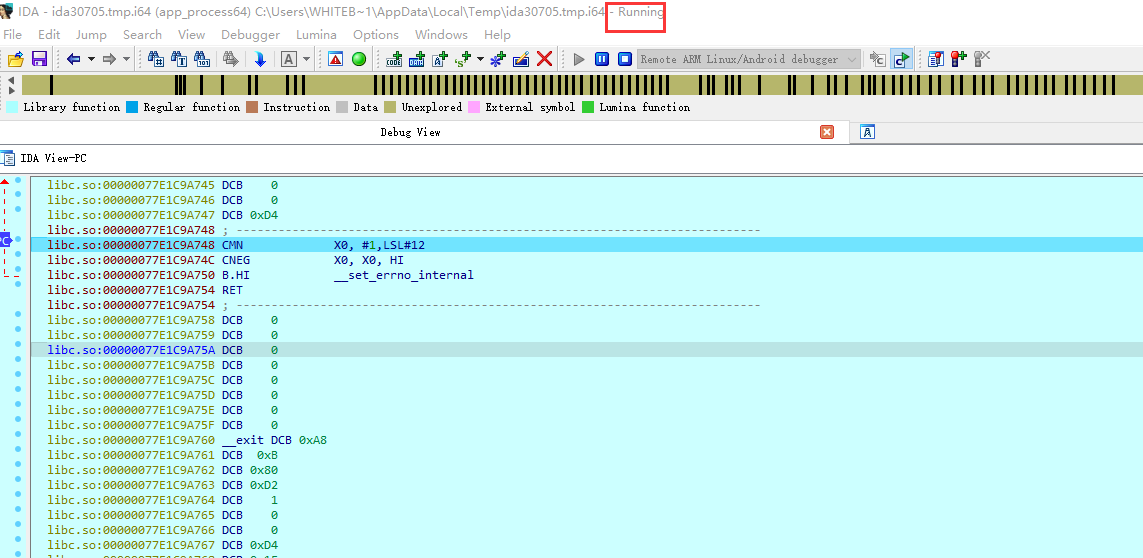 IDA - ida30705.tmp.i64 (app_process64) C:\Users\WHITEB~1\AppData\Local\Temp\ida30705.tmp.i64 - Running
File Edit Jump Search View Debugger Lumina Options Windows Help
Remote ARM Linux/Android debugger
Library function Regular function Instruction Data Unexplored External symbol Lumina function
Debug View
IDA View-PC
libc.so:00000077E1C9A745 DCB 0
libc.so:00000077E1C9A746 DCB 0
libc.so:00000077E1C9A747 DCB 0xD4
libc.so:00000077E1C9A748 ; ---------------------------------------------------------------------------
libc.so:00000077E1C9A748 CMN X0, #1,LSL#12
libc.so:00000077E1C9A74C CNEG X0, X0, HI
libc.so:00000077E1C9A750 B.HI __set_errno_internal
libc.so:00000077E1C9A754 RET
libc.so:00000077E1C9A754 ; ---------------------------------------------------------------------------
libc.so:00000077E1C9A758 DCB 0
libc.so:00000077E1C9A759 DCB 0
libc.so:00000077E1C9A75A DCB 0
libc.so:00000077E1C9A75B DCB 0
libc.so:00000077E1C9A75C DCB 0
libc.so:00000077E1C9A75D DCB 0
libc.so:00000077E1C9A75E DCB 0
libc.so:00000077E1C9A75F DCB 0
libc.so:00000077E1C9A760 __exit DCB 0xA8
libc.so:00000077E1C9A761 DCB 0xB
libc.so:00000077E1C9A762 DCB 0x80
libc.so:00000077E1C9A763 DCB 0xD2
libc.so:00000077E1C9A764 DCB 1
libc.so:00000077E1C9A765 DCB 0
libc.so:00000077E1C9A766 DCB 0
libc.so:00000077E1C9A767 DCB 0xD4